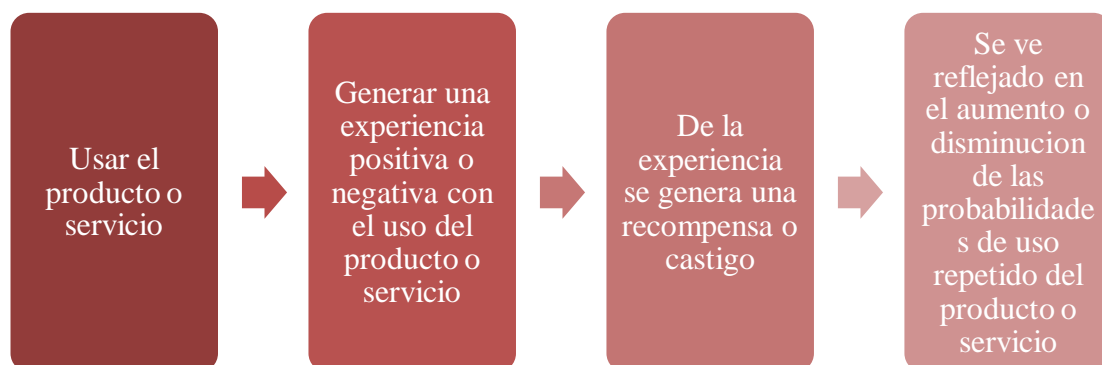 Usar el
producto o
servicio
Generar una
experiencia
positiva o
negativa con
el uso del
producto o
servicio
De la
experiencia
se genera una
recompensa o
castigo
Se ve
reflejado en
el aumento o
disminucion
de las
probabilidade
s de uso
repetido del
producto o
servicio